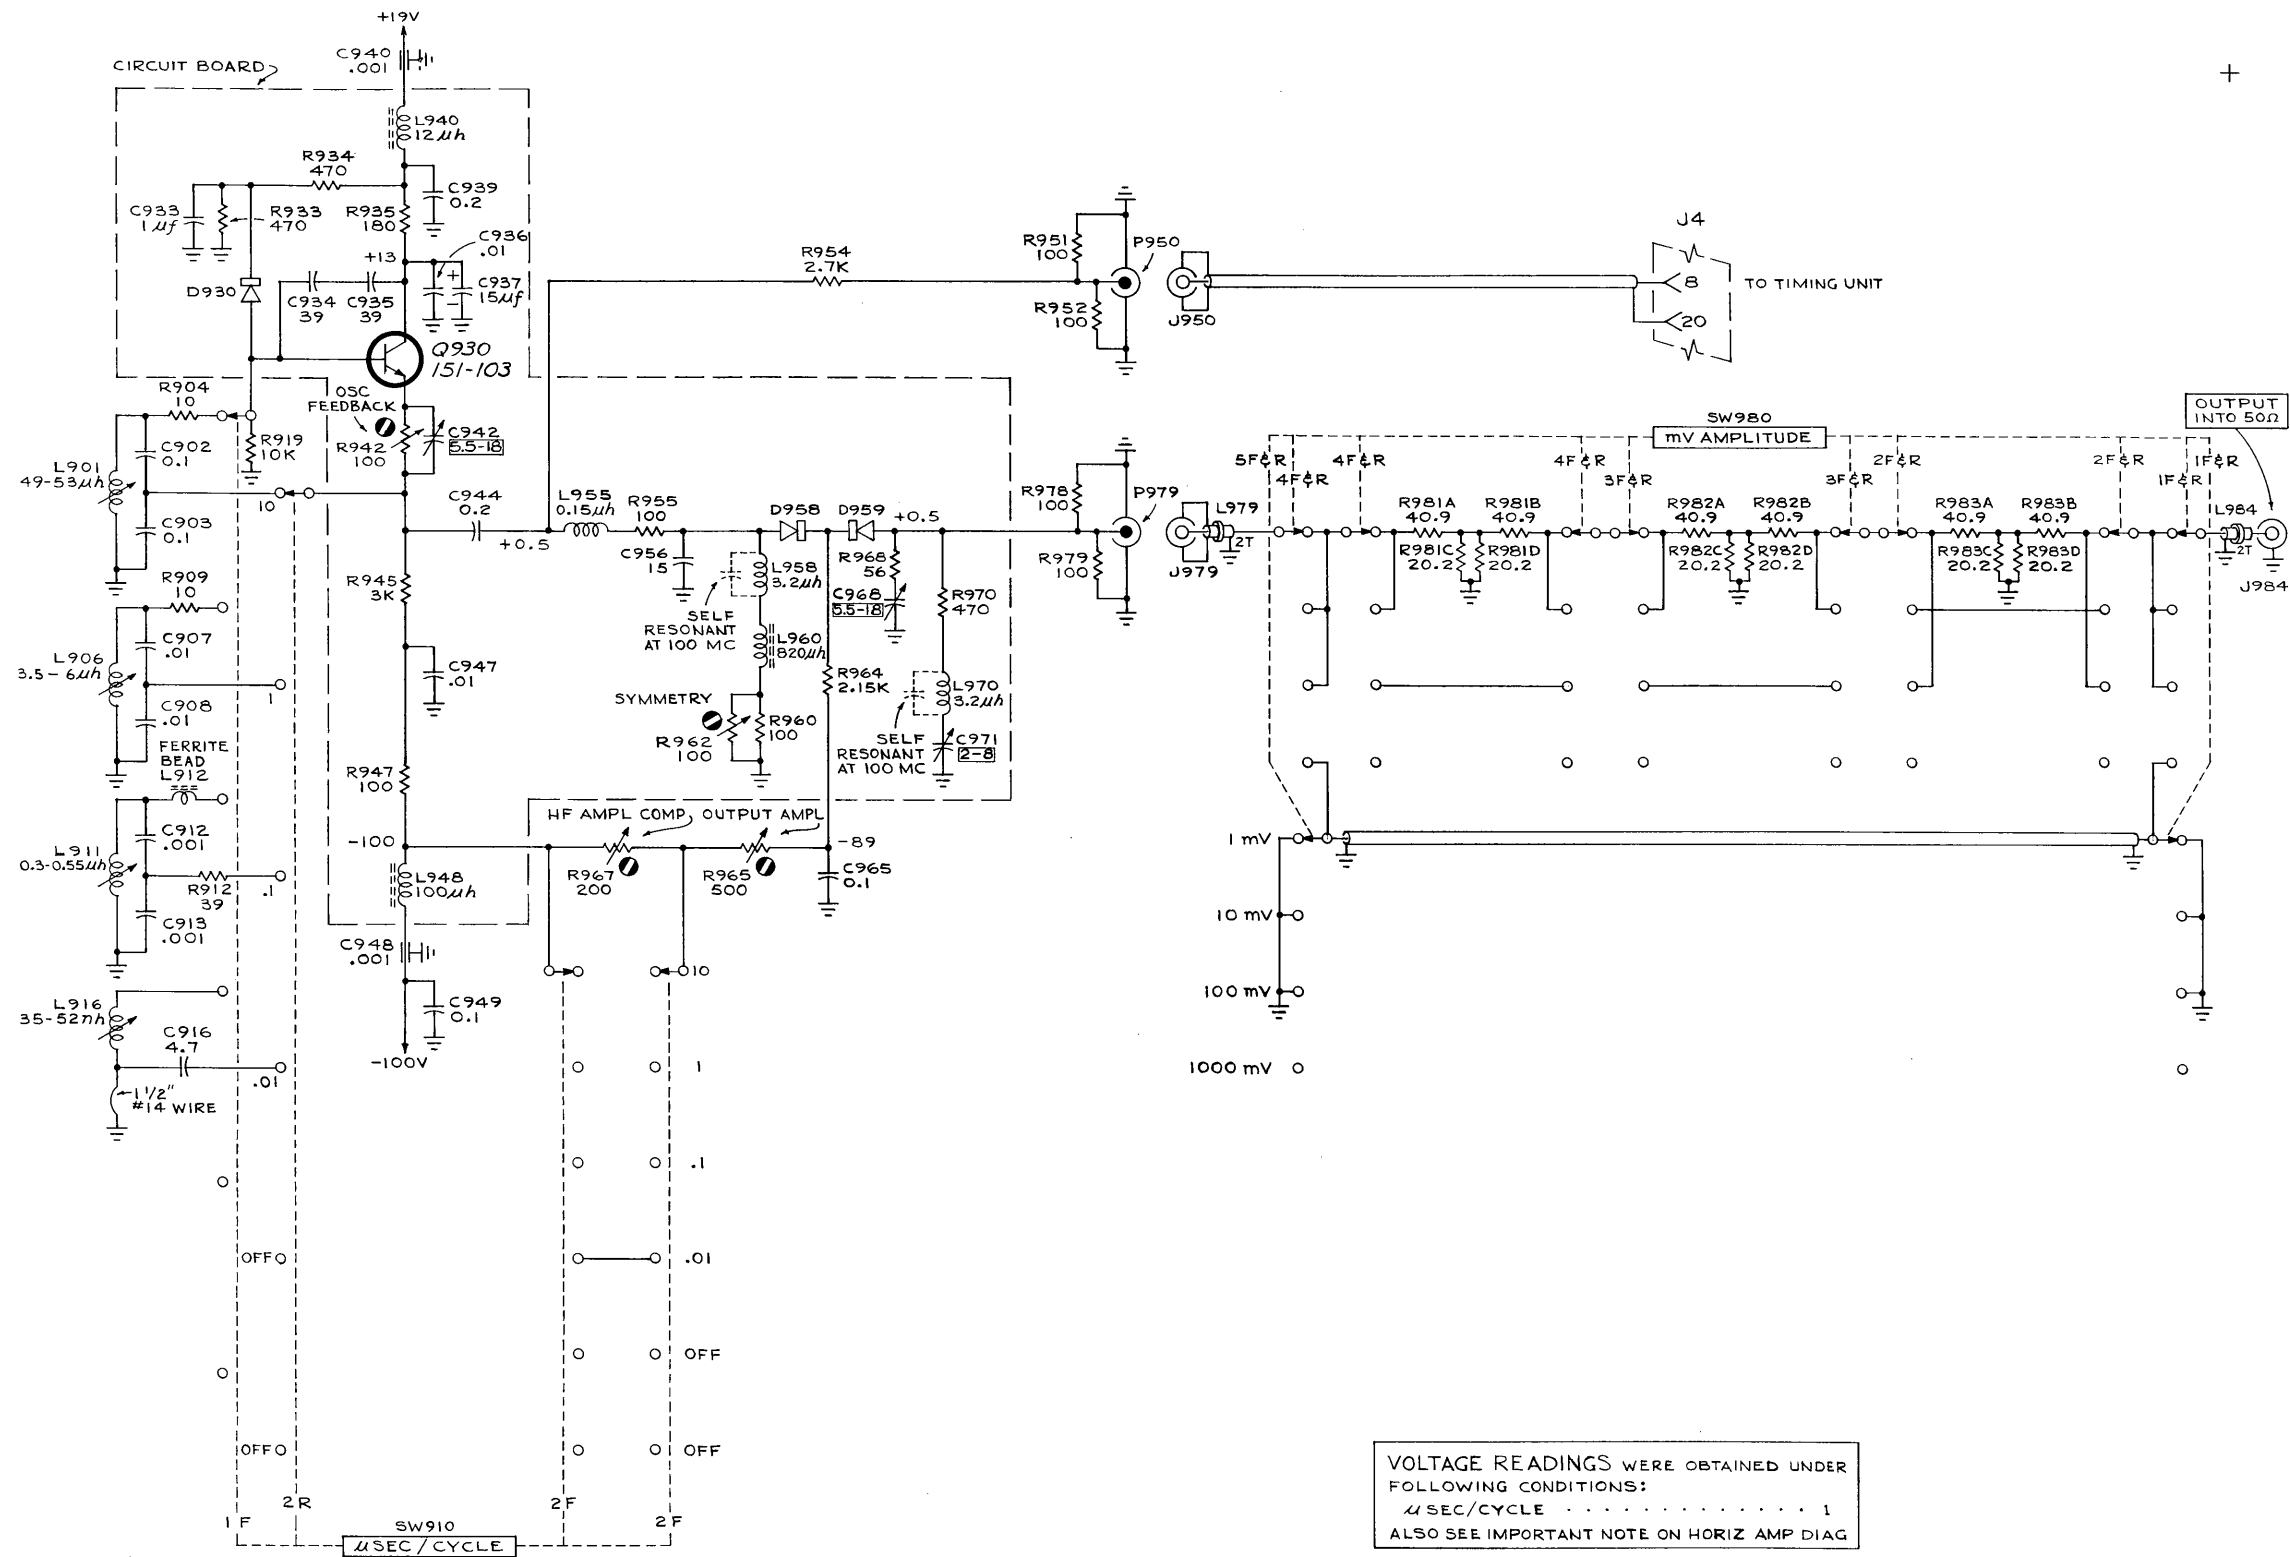 +19V
C940
.001
CIRCUIT BOARD
L940
12µh
R934
470
C939
0.2
C933
1µf
R933
470
R935
180
C936
.01
+13
+
-
C937
15µf
D930
C934
39
C935
39
Q930
151-103
R954
2.7K
R951
100
P950
R952
100
J950
J4
8
20
TO TIMING UNIT
R904
10
OSC
FEEDBACK
R942
100
C942
5.5-18
R919
10K
C902
0.1
L901
49-53µh
10
C903
0.1
C944
0.2
+0.5
L955
0.15µh
R955
100
C956
15
D958
D959
+0.5
L958
3.2µh
SELF
RESONANT
AT 100 MC
R968
56
C968
5.5-18
R970
470
R978
100
P979
R979
100
J979
L979
2T
SW980
mV AMPLITUDE
OUTPUT
INTO 50Ω
5F&R
4F&R
4F&R
4F&R
3F&R
2F&R
3F&R
2F&R
1F&R
1F&R
R981A
40.9
R981B
40.9
R982A
40.9
R982B
40.9
R983A
40.9
R983B
40.9
L984
2T
J984
R981C
20.2
R981D
20.2
R982C
20.2
R982D
20.2
R983C
20.2
R983D
20.2
R909
10
R945
3K
C907
.01
L906
3.5-6µh
1
C908
.01
C947
.01
L960
820µh
R964
2.15K
SYMMETRY
R962
100
R960
100
L970
3.2µh
SELF
RESONANT
AT 100 MC
C971
2-8
FERRITE
BEAD
L912
R947
100
C912
.001
L911
0.3-0.55µh
R912
39
.1
C913
.001
HF AMPL COMP
OUTPUT AMPL
-100
R967
200
R965
500
-89
C965
0.1
L948
100µh
C948
.001
C949
0.1
-100V
L916
35-52nh
C916
4.7
.01
1 1/2"
#14 WIRE
10
1
.1
.01
OFF
OFF
OFF
OFF
1 mV
10 mV
100 mV
1000 mV
1F
2R
2F
2F
SW910
µSEC/CYCLE
VOLTAGE READINGS WERE OBTAINED UNDER
FOLLOWING CONDITIONS:
µSEC/CYCLE . . . . . . . . . . . . . 1
ALSO SEE IMPORTANT NOTE ON HORIZ AMP DIAG